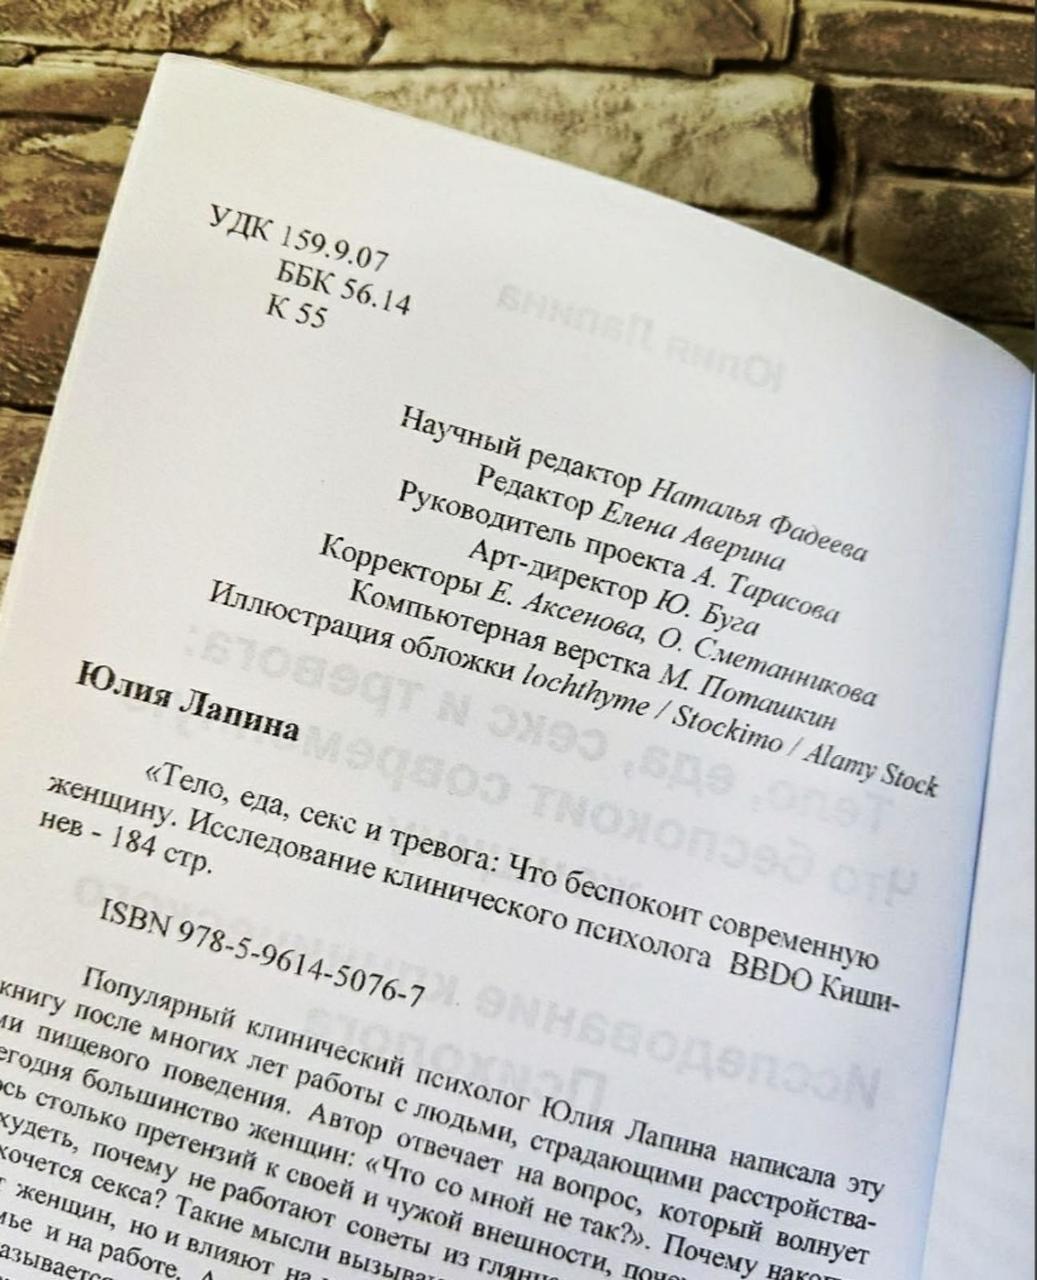 УДК 159.9.07
ББК 56.14
К 55
Научный редактор Наталья Фадеева
Редактор Елена Аверина
Руководитель проекта А. Тарасова
Арт-директор Ю. Буга
Корректоры Е. Аксенова, О. Сметанникова
Компьютерная верстка М. Поташкин
Иллюстрация обложки lochthyme / Stockimo / Alamy Stock
Юлия Лапина
«Тело, еда, секс и тревога: Что беспокоит современную
женщину. Исследование клинического психолога BBDO Киши-
нев - 184 стр.
ISBN 978-5-9614-5076-7
Популярный клинический психолог Юлия Лапина написала эту
книгу после многих лет работы с людьми, страдающими расстройства-
ми пищевого поведения. Автор отвечает на вопрос, который волнует
большинство женщин: «Что со мной не так?». Почему
столько претензий к своей и чужой внешности,
почему не работают советы из
хочется секса? Такие мысли
женщин, но и влияют на
и на работе.